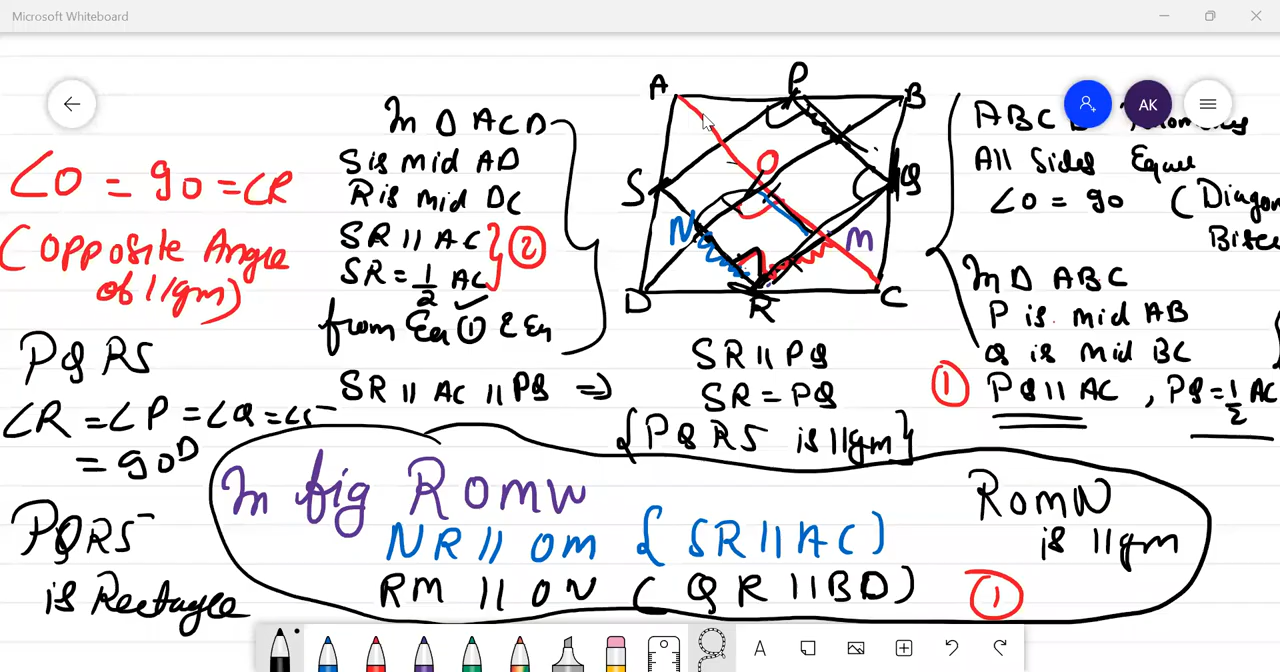 Microsoft Whiteboard
∠O = 90 = ∠R
(Opposite Angle
of ||gm)
PQRS
∠R = ∠P = ∠Q = ∠S
= 90°
PQRS
is Rectagle
In Δ ACD
S is mid AD
R is mid DC
SR || AC
SR = 1/2 AC } ②
from Eq ① & Eq
SR || AC || PQ ⇒
A P B
S O Q
N M
D R C
SR || PQ
SR = PQ
{PQRS is ||gm}
ABCD
AK
All Sides Eque
∠O = 90 (Diagon
Bise
In Δ ABC
P is mid AB
Q is mid BC
① PQ || AC , PQ = 1/2 AC
In fig ROMN
NR || OM { SR || AC }
RM || ON ( QR || BD )
ROMN
is ||gm
①
A